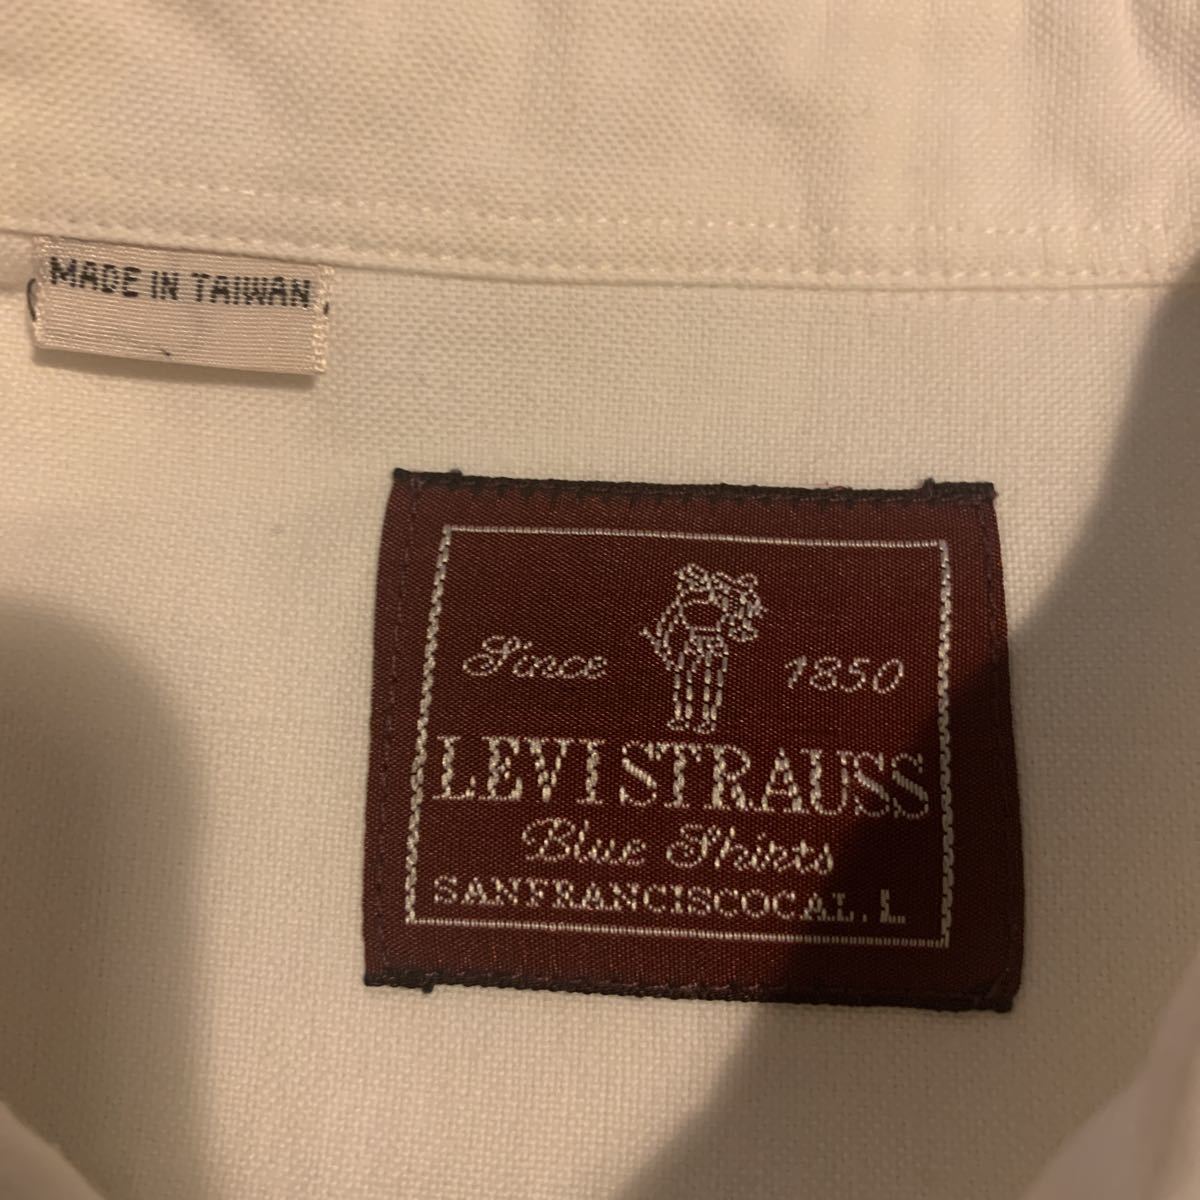 MADE IN TAIWAN
Since 1850
LEVI STRAUSS
Blue Shirts
SANFRANCISCOCAL. L